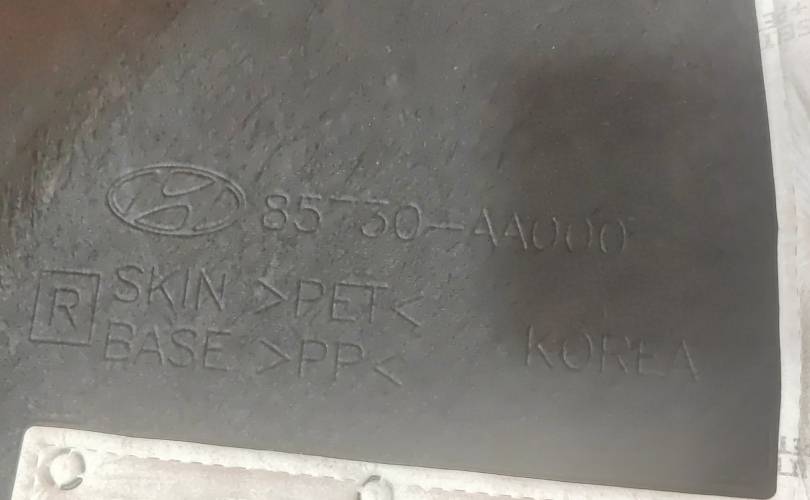 85730-AA000
R
SKIN >PET<
BASE >PP<
KOREA